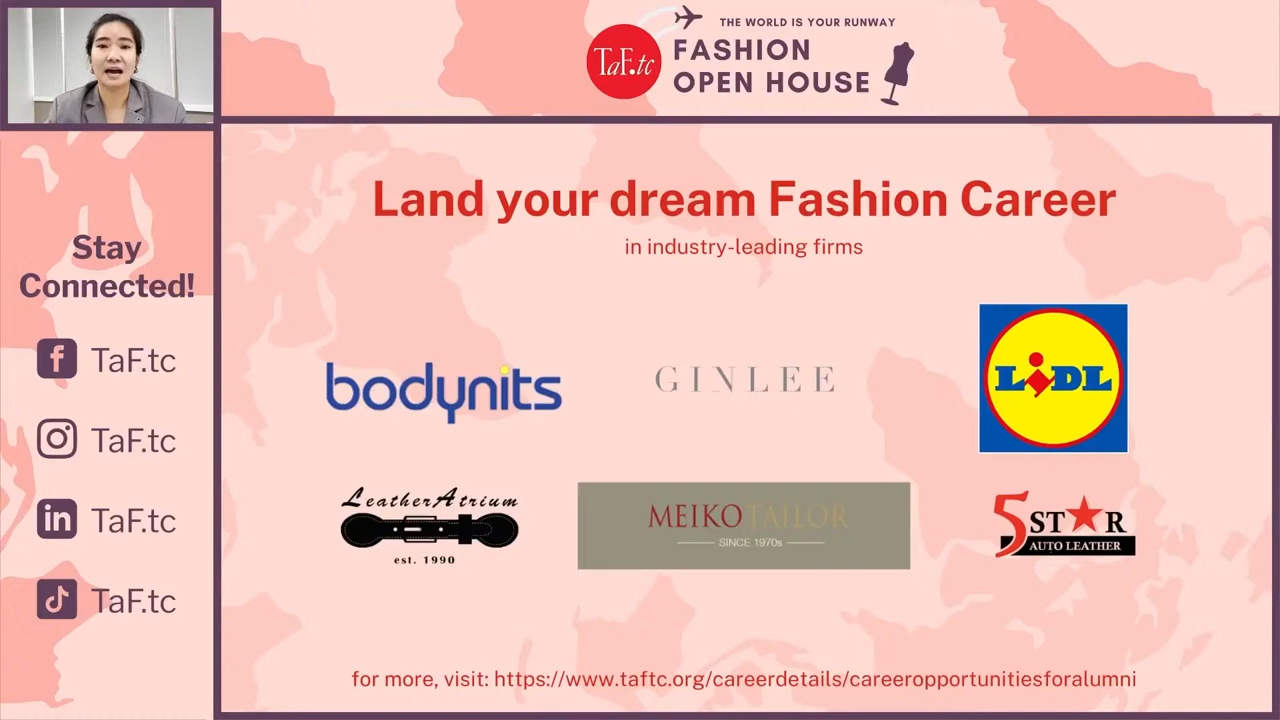 THE WORLD IS YOUR RUNWAY
TaF.tc
FASHION
OPEN HOUSE
Stay
Connected!
TaF.tc
TaF.tc
TaF.tc
TaF.tc
Land your dream Fashion Career
in industry-leading firms
bodynits
GINLEE
LiDL
LeatherAtrium
est. 1990
MEIKO TAILOR
SINCE 1970s
5 STAR
AUTO LEATHER
for more, visit: https://www.taftc.org/careerdetails/careeropportunitiesforalumni